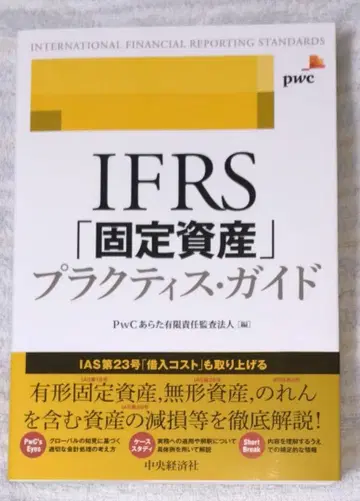 INTERNATIONAL FINANCIAL REPORTING STANDARDS
pwc
IFRS
「固定資産」
プラクティス・ガイド
PwCあらた有限責任監査法人［編］
IAS第23号「借入コスト」も取り上げる
有形固定資産,無形資産,のれん
を含む資産の減損等を徹底解説!
PwC's Eyes
グローバルの知見に基づく
適切な会計処理の考え方
ケーススタディ
実務への適用や解釈について
具体例を用いて解説
Short Break
内容を理解するうえ
での補足的な情報
中央経済社